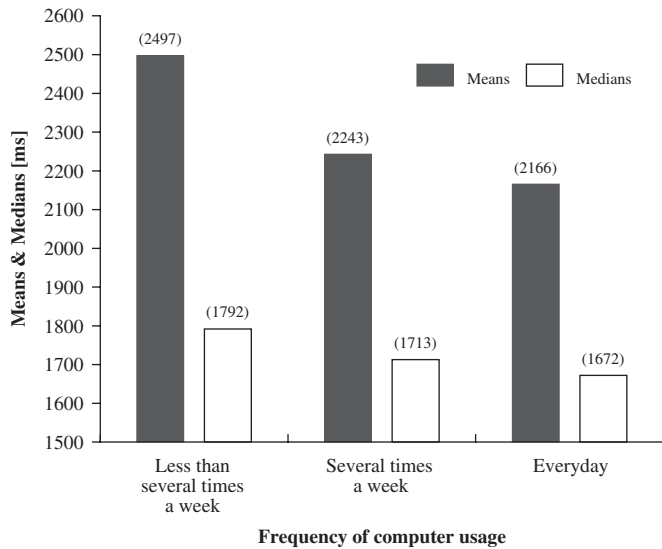 2600
2500
2400
2300
2200
2100
2000
1900
1800
1700
1600
1500
Means & Medians [ms]
(2497)
(1792)
(2243)
(1713)
(2166)
(1672)
Means
Medians
Less than
several times
a week
Several times
a week
Everyday
Frequency of computer usage